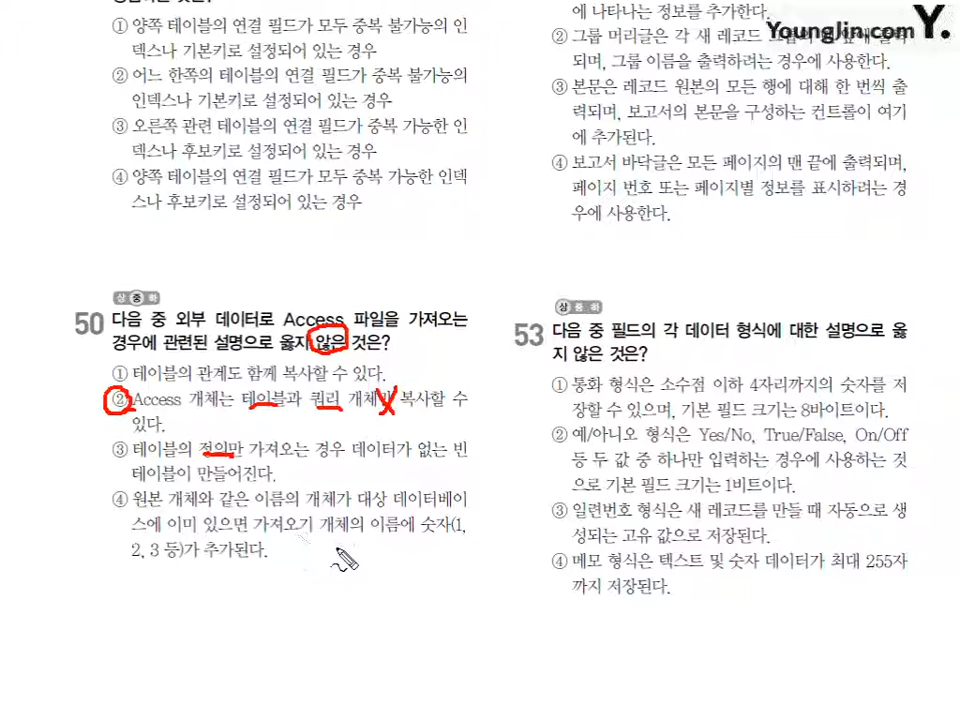 ① 양쪽 테이블의 연결 필드가 모두 중복 불가능의 인
덱스나 기본키로 설정되어 있는 경우
② 어느 한쪽의 테이블의 연결 필드가 중복 불가능의
인덱스나 기본키로 설정되어 있는 경우
③ 오른쪽 관련 테이블의 연결 필드가 중복 가능한 인
덱스나 후보키로 설정되어 있는 경우
④ 양쪽 테이블의 연결 필드가 모두 중복 가능한 인덱
스나 후보키로 설정되어 있는 경우
상 중 하
50 다음 중 외부 데이터로 Access 파일을 가져오는
경우에 관련된 설명으로 옳지 않은 것은?
① 테이블의 관계도 함께 복사할 수 있다.
② Access 개체는 테이블과 쿼리 개체 복사할 수
있다.
③ 테이블의 정의만 가져오는 경우 데이터가 없는 빈
테이블이 만들어진다.
④ 원본 개체와 같은 이름의 개체가 대상 데이터베이
스에 이미 있으면 가져오기 개체의 이름에 숫자(1,
2, 3 등)가 추가된다.
에 나타나는 정보를 추가한다.
Younglin.com Y.
② 그룹 머리글은 각 새 레코드
되며, 그룹 이름을 출력하려는 경우에 사용한다.
③ 본문은 레코드 원본의 모든 행에 대해 한 번씩 출
력되며, 보고서의 본문을 구성하는 컨트롤이 여기
에 추가된다.
④ 보고서 바닥글은 모든 페이지의 맨 끝에 출력되며,
페이지 번호 또는 페이지별 정보를 표시하려는 경
우에 사용한다.
상 중 하
53 다음 중 필드의 각 데이터 형식에 대한 설명으로 옳
지 않은 것은?
① 통화 형식은 소수점 이하 4자리까지의 숫자를 저
장할 수 있으며, 기본 필드 크기는 8바이트이다.
② 예/아니오 형식은 Yes/No, True/False, On/Off
등 두 값 중 하나만 입력하는 경우에 사용하는 것
으로 기본 필드 크기는 1비트이다.
③ 일련번호 형식은 새 레코드를 만들 때 자동으로 생
성되는 고유 값으로 저장된다.
④ 메모 형식은 텍스트 및 숫자 데이터가 최대 255자
까지 저장된다.